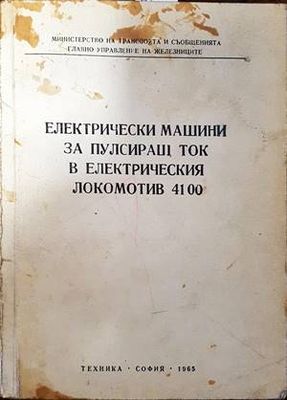 МИНИСТЕРСТВО НА ТРАНСПОРТА И СЪОБЩЕНИЯТА
ГЛАВНО УПРАВЛЕНИЕ НА ЖЕЛЕЗНИЦИТЕ
ЕЛЕКТРИЧЕСКИ МАШИНИ
ЗА ПУЛСИРАЩ ТОК
В ЕЛЕКТРИЧЕСКИЯ
ЛОКОМОТИВ 4100
ТЕХНИКА • СОФИЯ • 1965